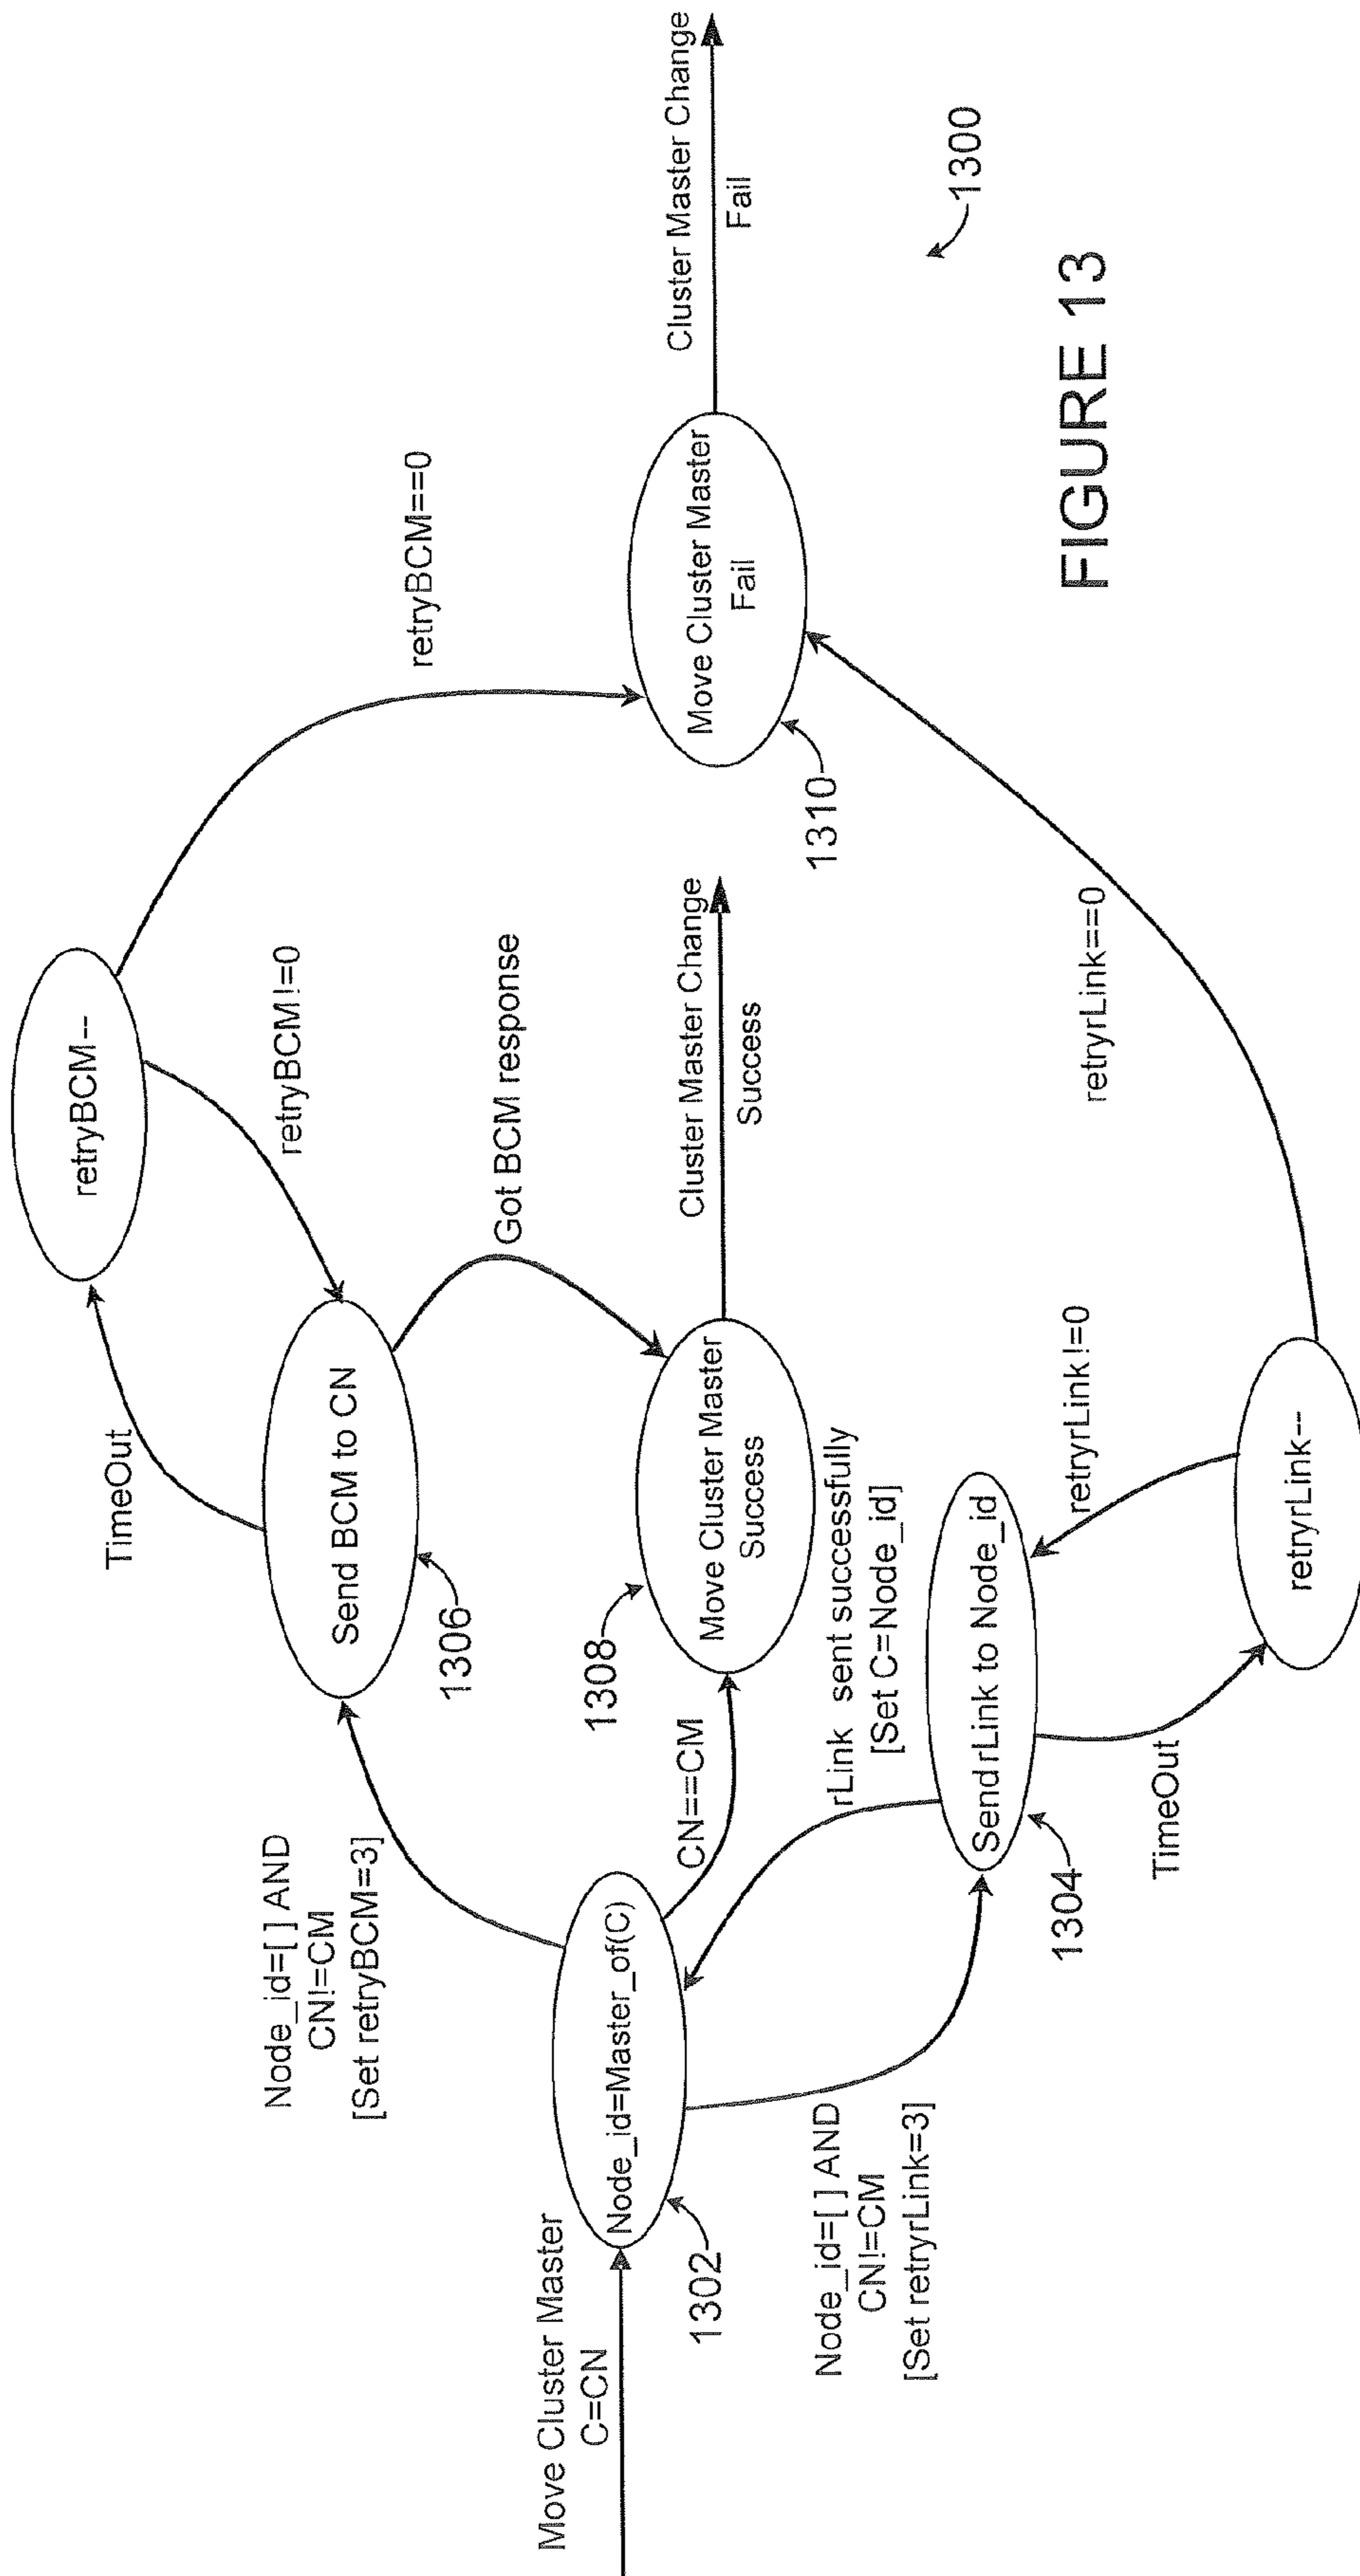 Move Cluster Master
C=CN
Node_id=Master_of(C)
1302
Node_id=[ ] AND
CN!=CM
[Set retryBCM=3]
Node_id=[ ] AND
CN!=CM
[Set retryrLink=3]
CN==CM
Send BCM to CN
1306
TimeOut
retryBCM--
retryBCM !=0
retryBCM==0
Got BCM response
Move Cluster Master
Success
1308
Cluster Master Change
Success
rLink sent successfully
[Set C=Node_id]
Send rLink to Node_id
1304
TimeOut
retryrLink--
retryrLink !=0
retryrLink==0
Move Cluster Master
Fail
1310
Cluster Master Change
Fail
1300
FIGURE 13